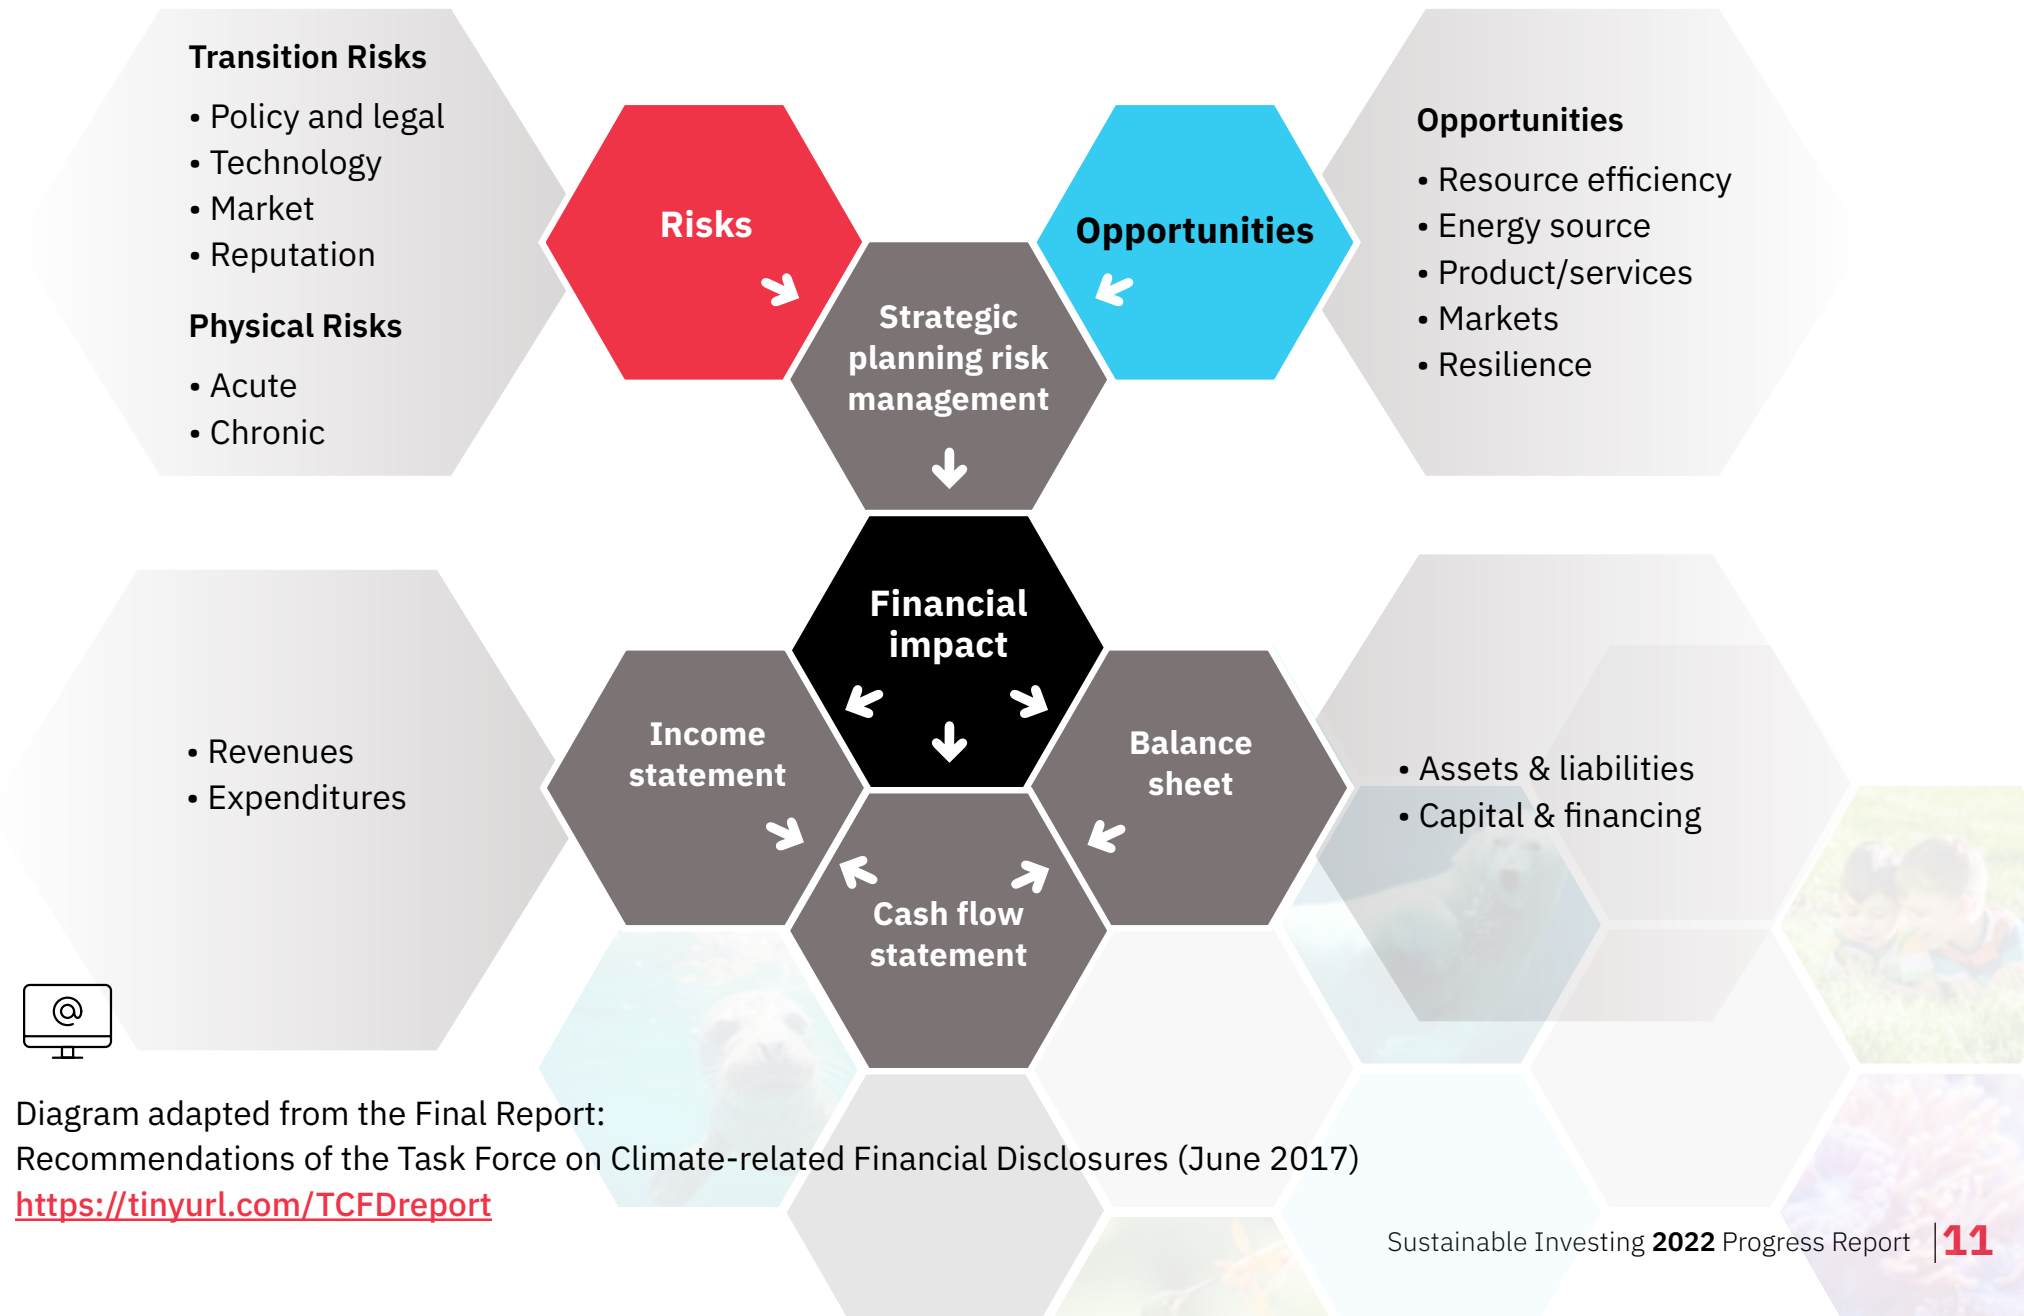 Transition Risks
• Policy and legal
• Technology
• Market
• Reputation
Physical Risks
• Acute
• Chronic
Risks
Opportunities
Opportunities
• Resource efficiency
• Energy source
• Product/services
• Markets
• Resilience
Strategic
planning risk
management
Financial
impact
• Revenues
• Expenditures
Income
statement
Balance
sheet
• Assets & liabilities
• Capital & financing
Cash flow
statement
@
Diagram adapted from the Final Report:
Recommendations of the Task Force on Climate-related Financial Disclosures (June 2017)
https://tinyurl.com/TCFDreport
Sustainable Investing 2022 Progress Report 11